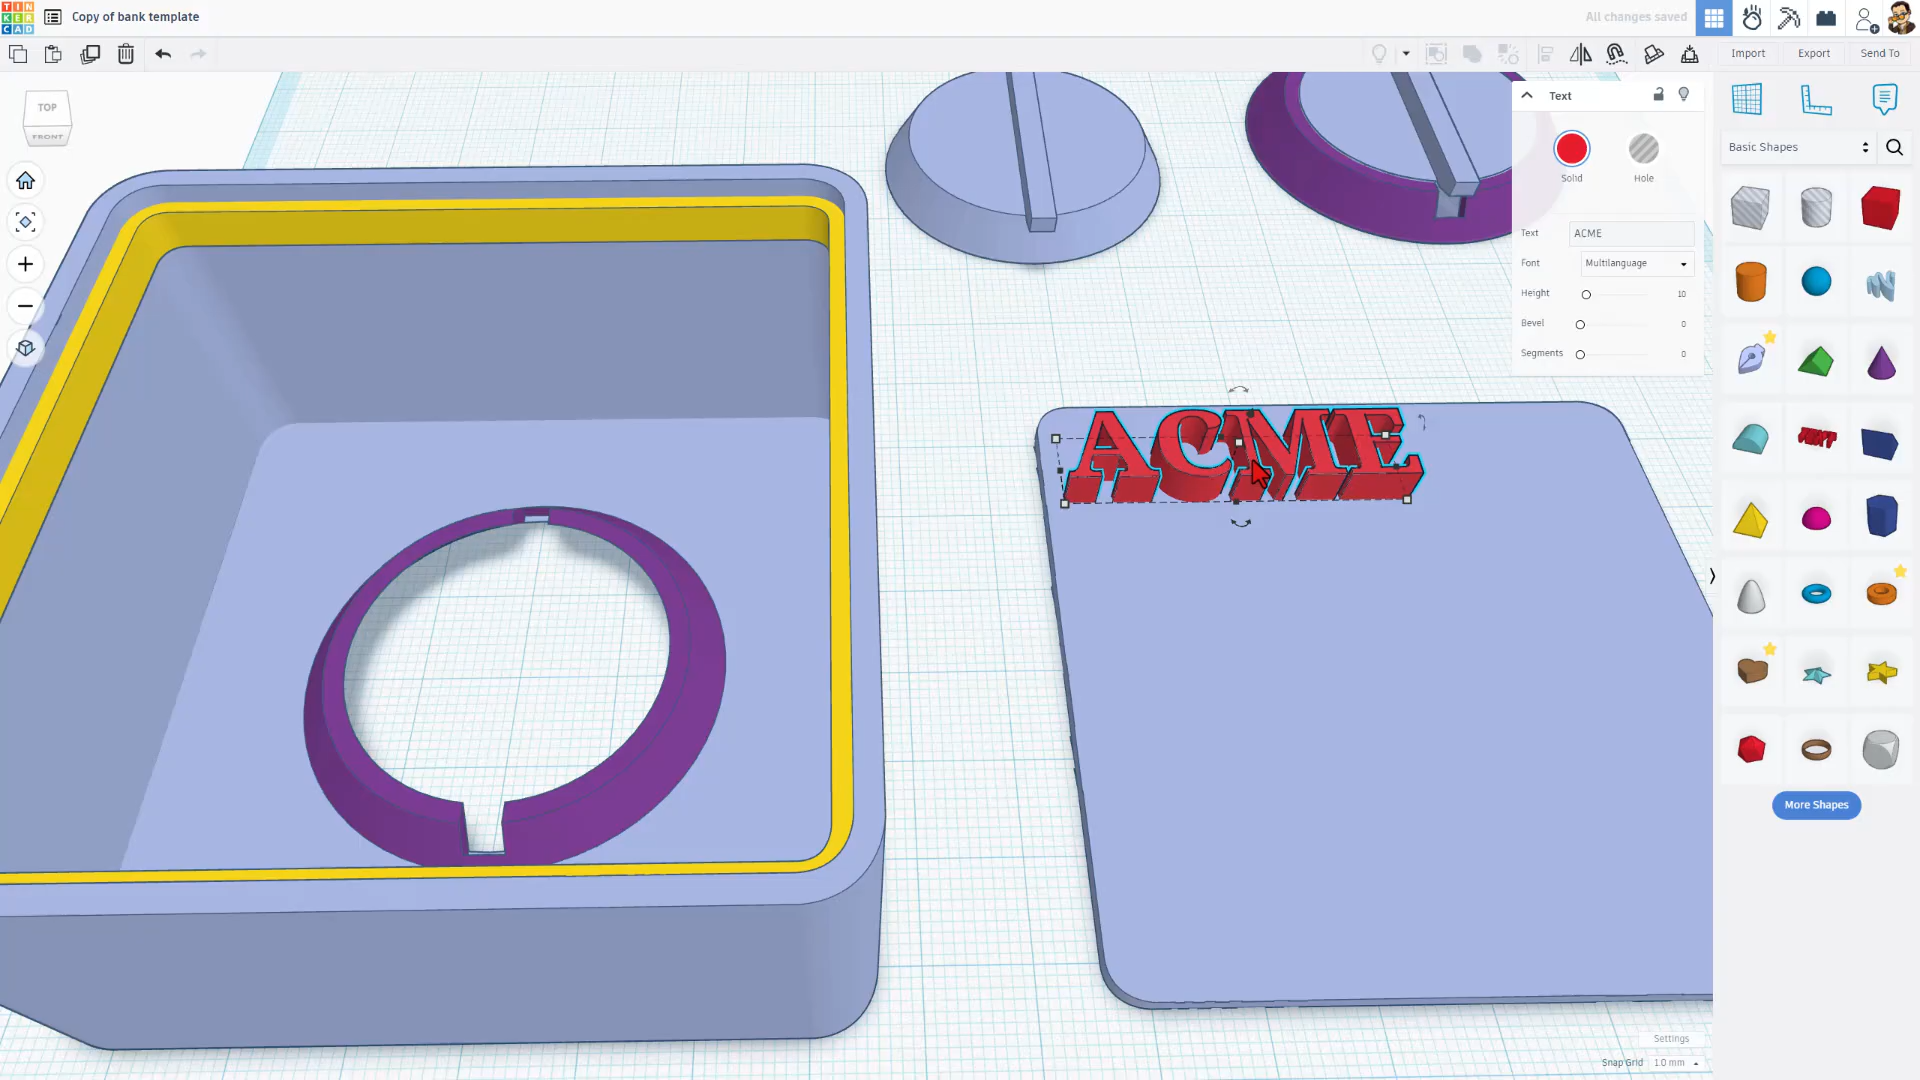 TIN
KER
CAD
Copy of bank template
All changes saved
Import
Export
Send To
TOP
FRONT
Text
Solid
Hole
Text ACME
Font Multilanguage
Height 10
Bevel 0
Segments 0
Basic Shapes
ACME
TEXT
More Shapes
Settings
Snap Grid 1.0 mm